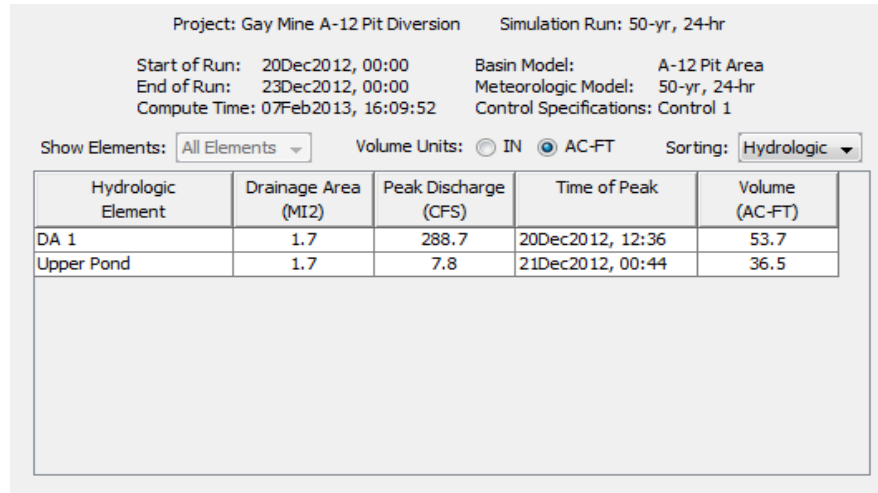 Project: Gay Mine A-12 Pit Diversion Simulation Run: 50-yr, 24-hr
Start of Run: 20Dec2012, 00:00 Basin Model: A-12 Pit Area
End of Run: 23Dec2012, 00:00 Meteorologic Model: 50-yr, 24-hr
Compute Time: 07Feb2013, 16:09:52 Control Specifications: Control 1
Show Elements: All Elements Volume Units: IN AC-FT Sorting: Hydrologic
Hydrologic Drainage Area Peak Discharge Time of Peak Volume
Element (MI2) (CFS) (AC-FT)
DA 1 1.7 288.7 20Dec2012, 12:36 53.7
Upper Pond 1.7 7.8 21Dec2012, 00:44 36.5